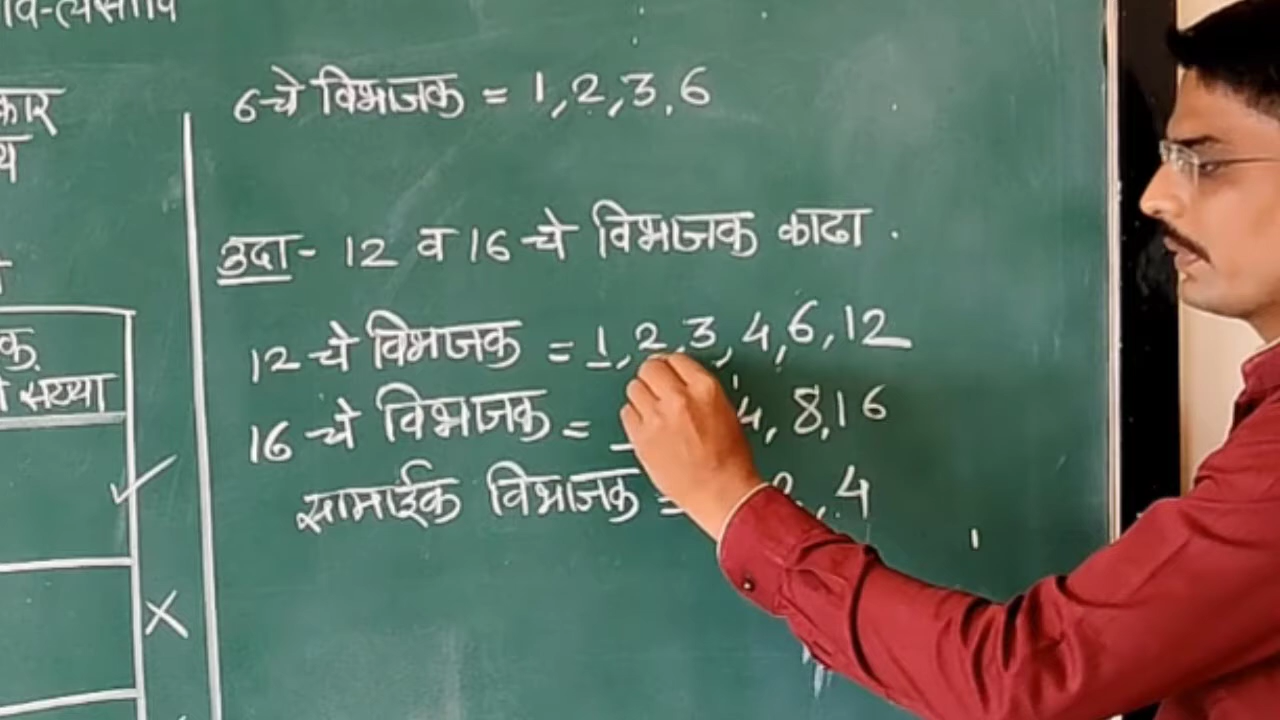 6 चे विभाजक = 1, 2, 3, 6
उदा - 12 व 16 चे विभाजक काढा .
12 चे विभाजक = 1, 2, 3, 4, 6, 12
16 चे विभाजक = 4, 8, 16
सामाईक विभाजक = 2, 4
संख्या